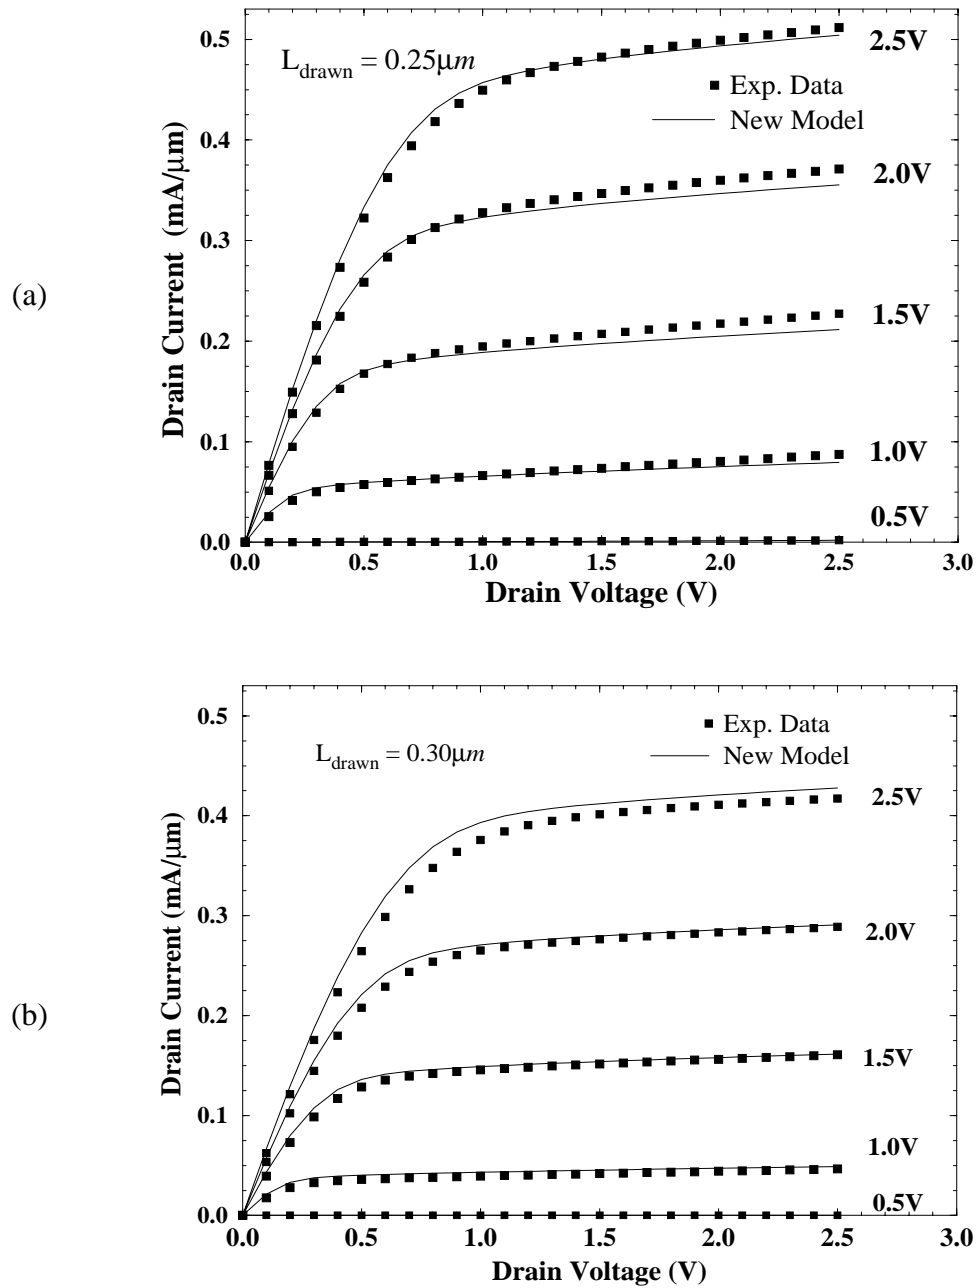 (a)
L_drawn = 0.25μm
Exp. Data
New Model
2.5V
2.0V
1.5V
1.0V
0.5V
Drain Current (mA/μm)
0.5
0.4
0.3
0.2
0.1
0.0
0.0 0.5 1.0 1.5 2.0 2.5 3.0
Drain Voltage (V)
(b)
L_drawn = 0.30μm
Exp. Data
New Model
2.5V
2.0V
1.5V
1.0V
0.5V
Drain Current (mA/μm)
0.5
0.4
0.3
0.2
0.1
0.0
0.0 0.5 1.0 1.5 2.0 2.5 3.0
Drain Voltage (V)